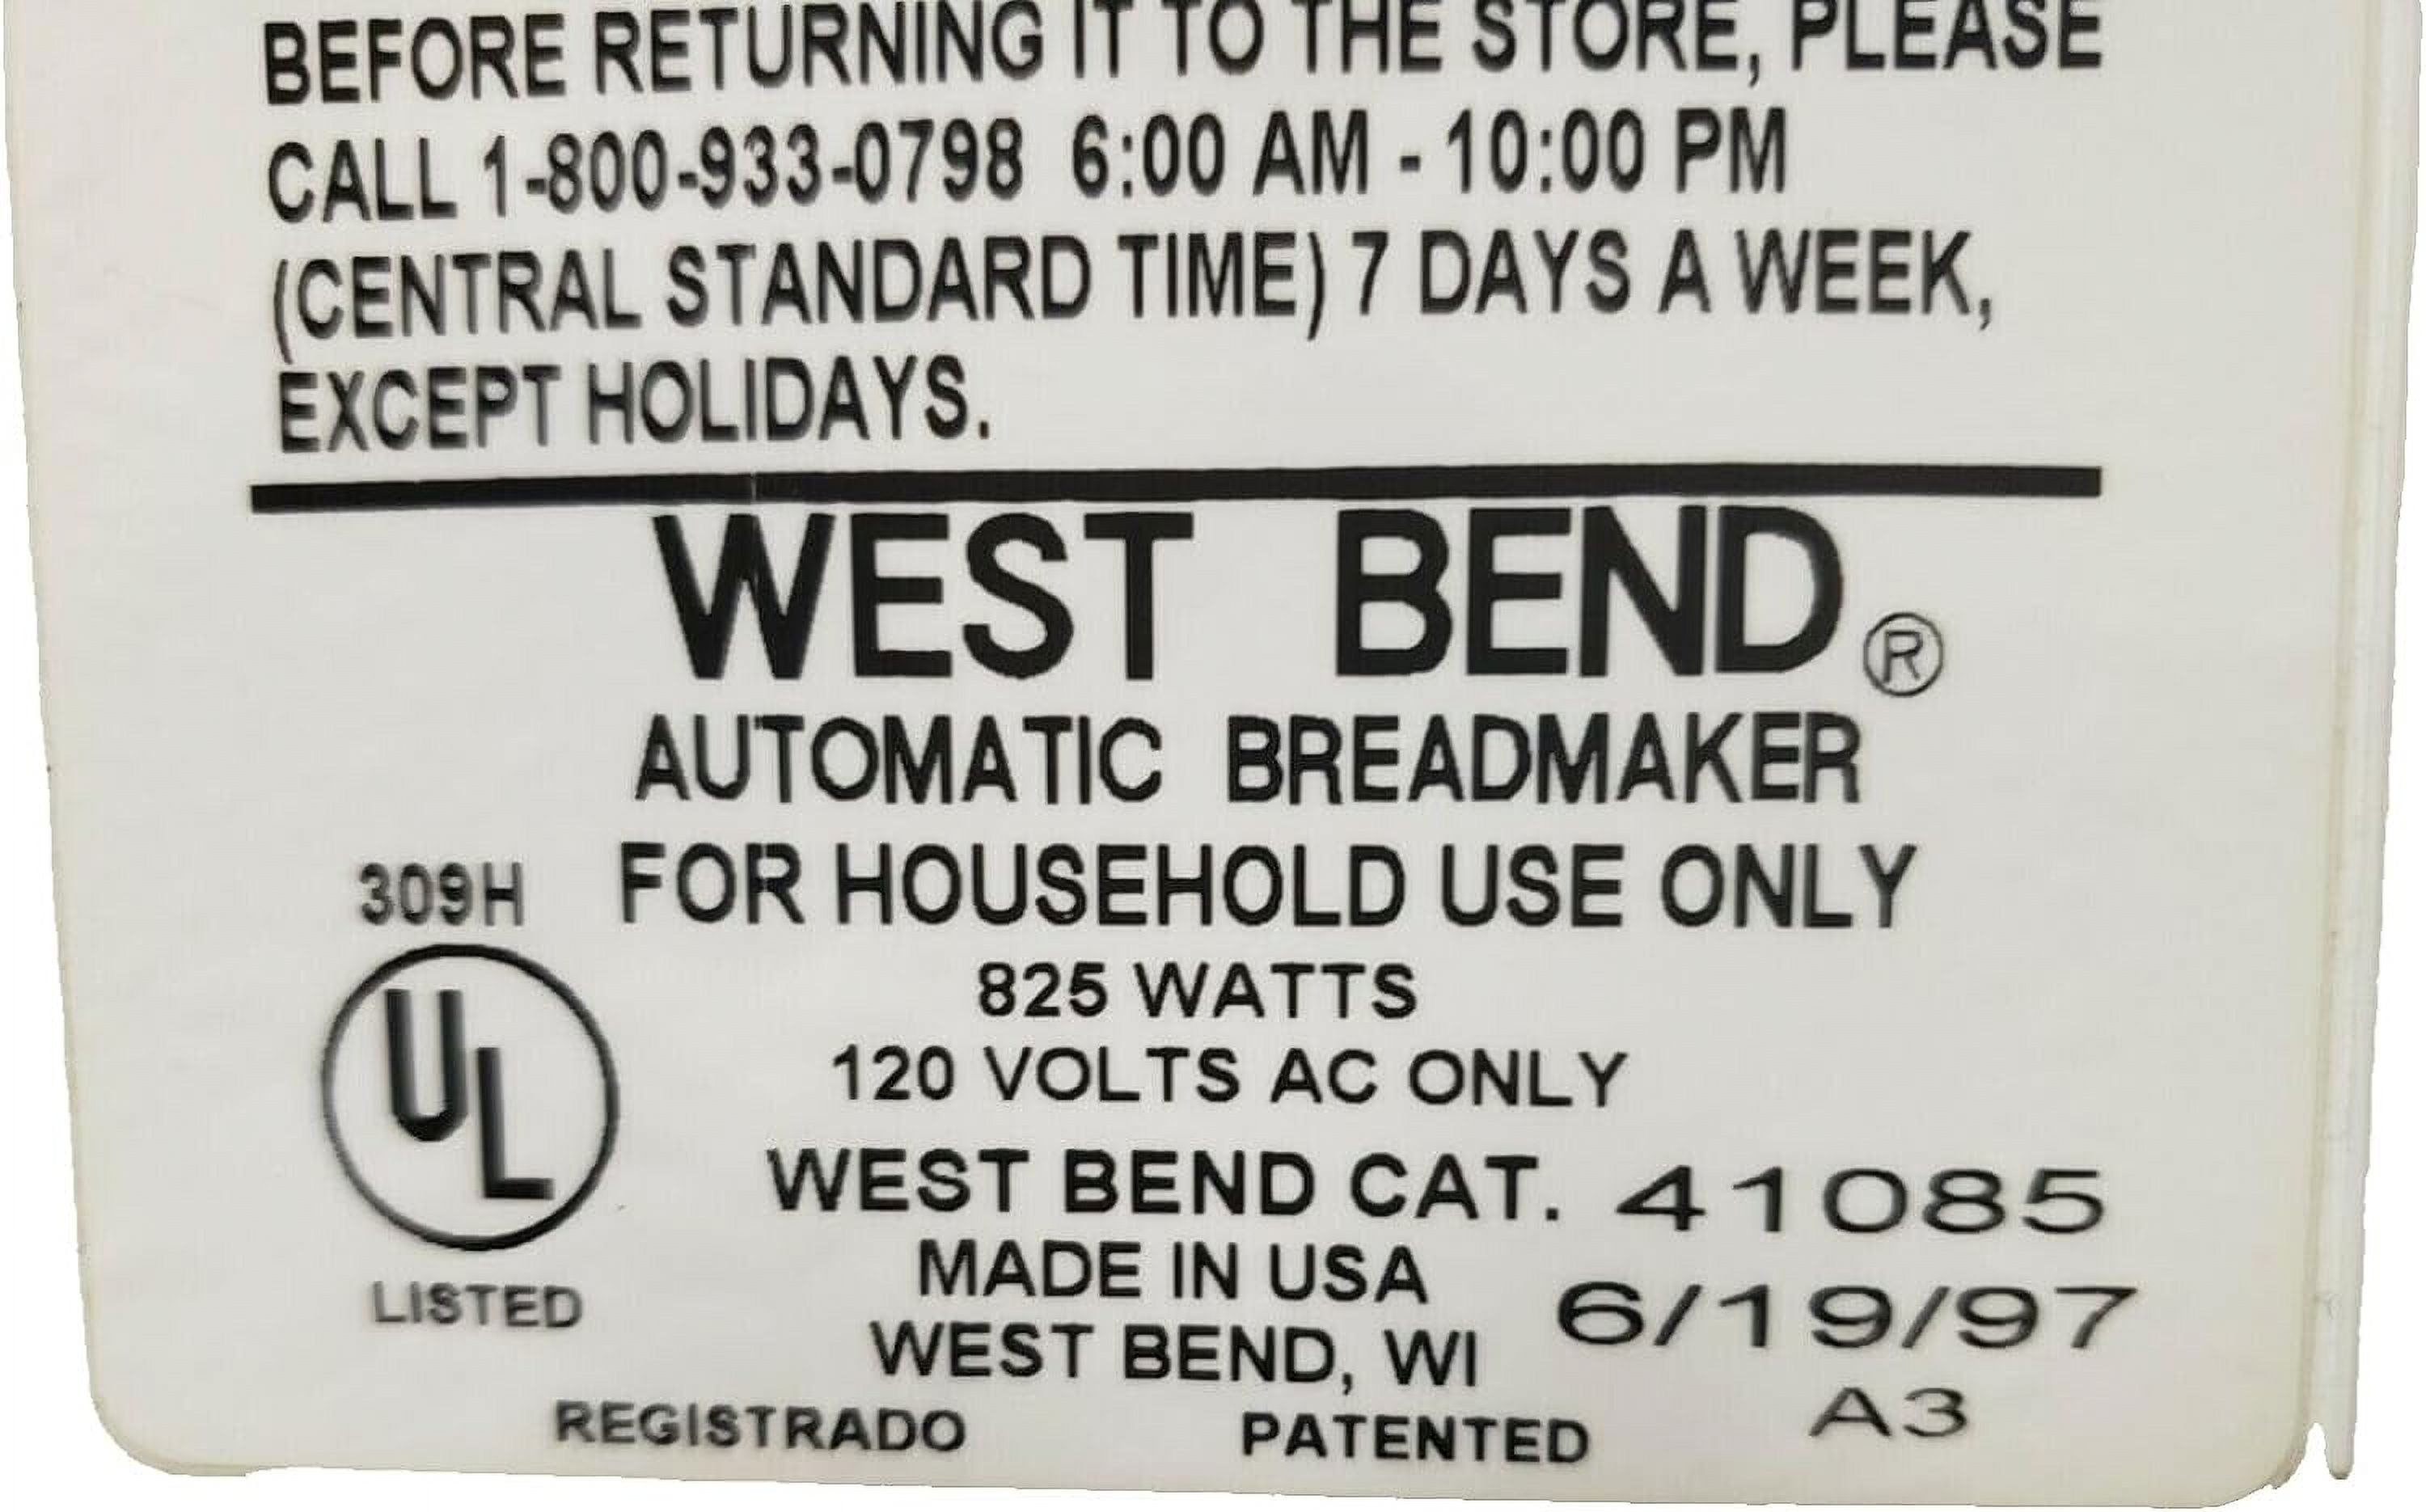 BEFORE RETURNING IT TO THE STORE, PLEASE
CALL 1-800-933-0798 6:00 AM - 10:00 PM
(CENTRAL STANDARD TIME) 7 DAYS A WEEK,
EXCEPT HOLIDAYS.
WEST BEND®
AUTOMATIC BREADMAKER
309H FOR HOUSEHOLD USE ONLY
825 WATTS
120 VOLTS AC ONLY
UL
WEST BEND CAT. 41085
MADE IN USA
LISTED
6/19/97
WEST BEND, WI
A3
REGISTRADO PATENTED